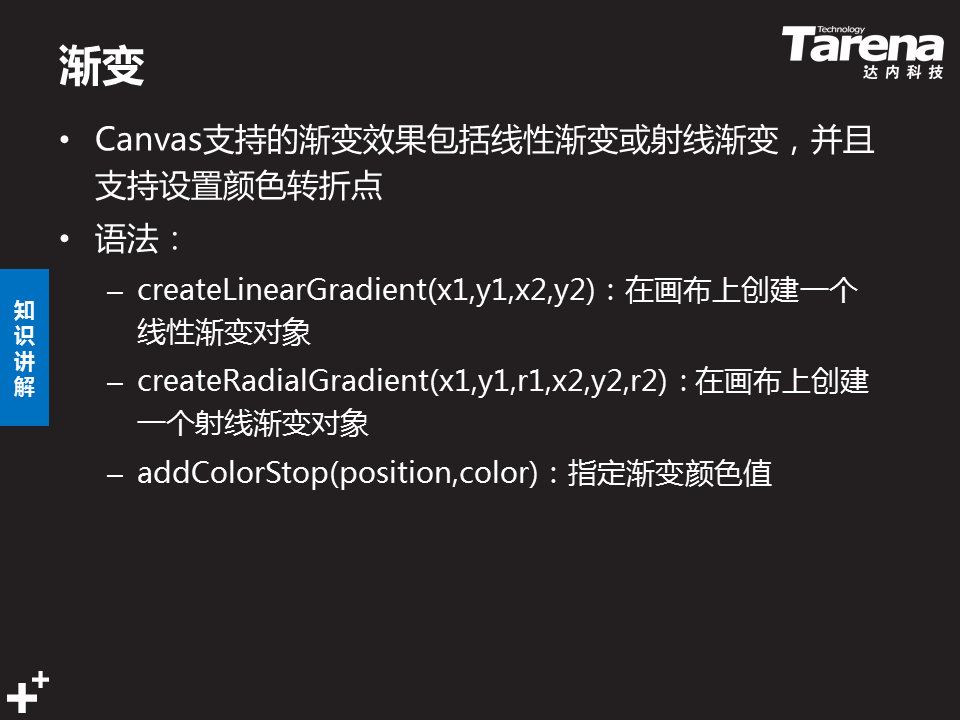 渐变
Technology
Tarena
达内科技
• Canvas支持的渐变效果包括线性渐变或射线渐变，并且
支持设置颜色转折点
• 语法：
– createLinearGradient(x1,y1,x2,y2)：在画布上创建一个
线性渐变对象
– createRadialGradient(x1,y1,r1,x2,y2,r2)：在画布上创建
一个射线渐变对象
– addColorStop(position,color)：指定渐变颜色值
知
识
讲
解